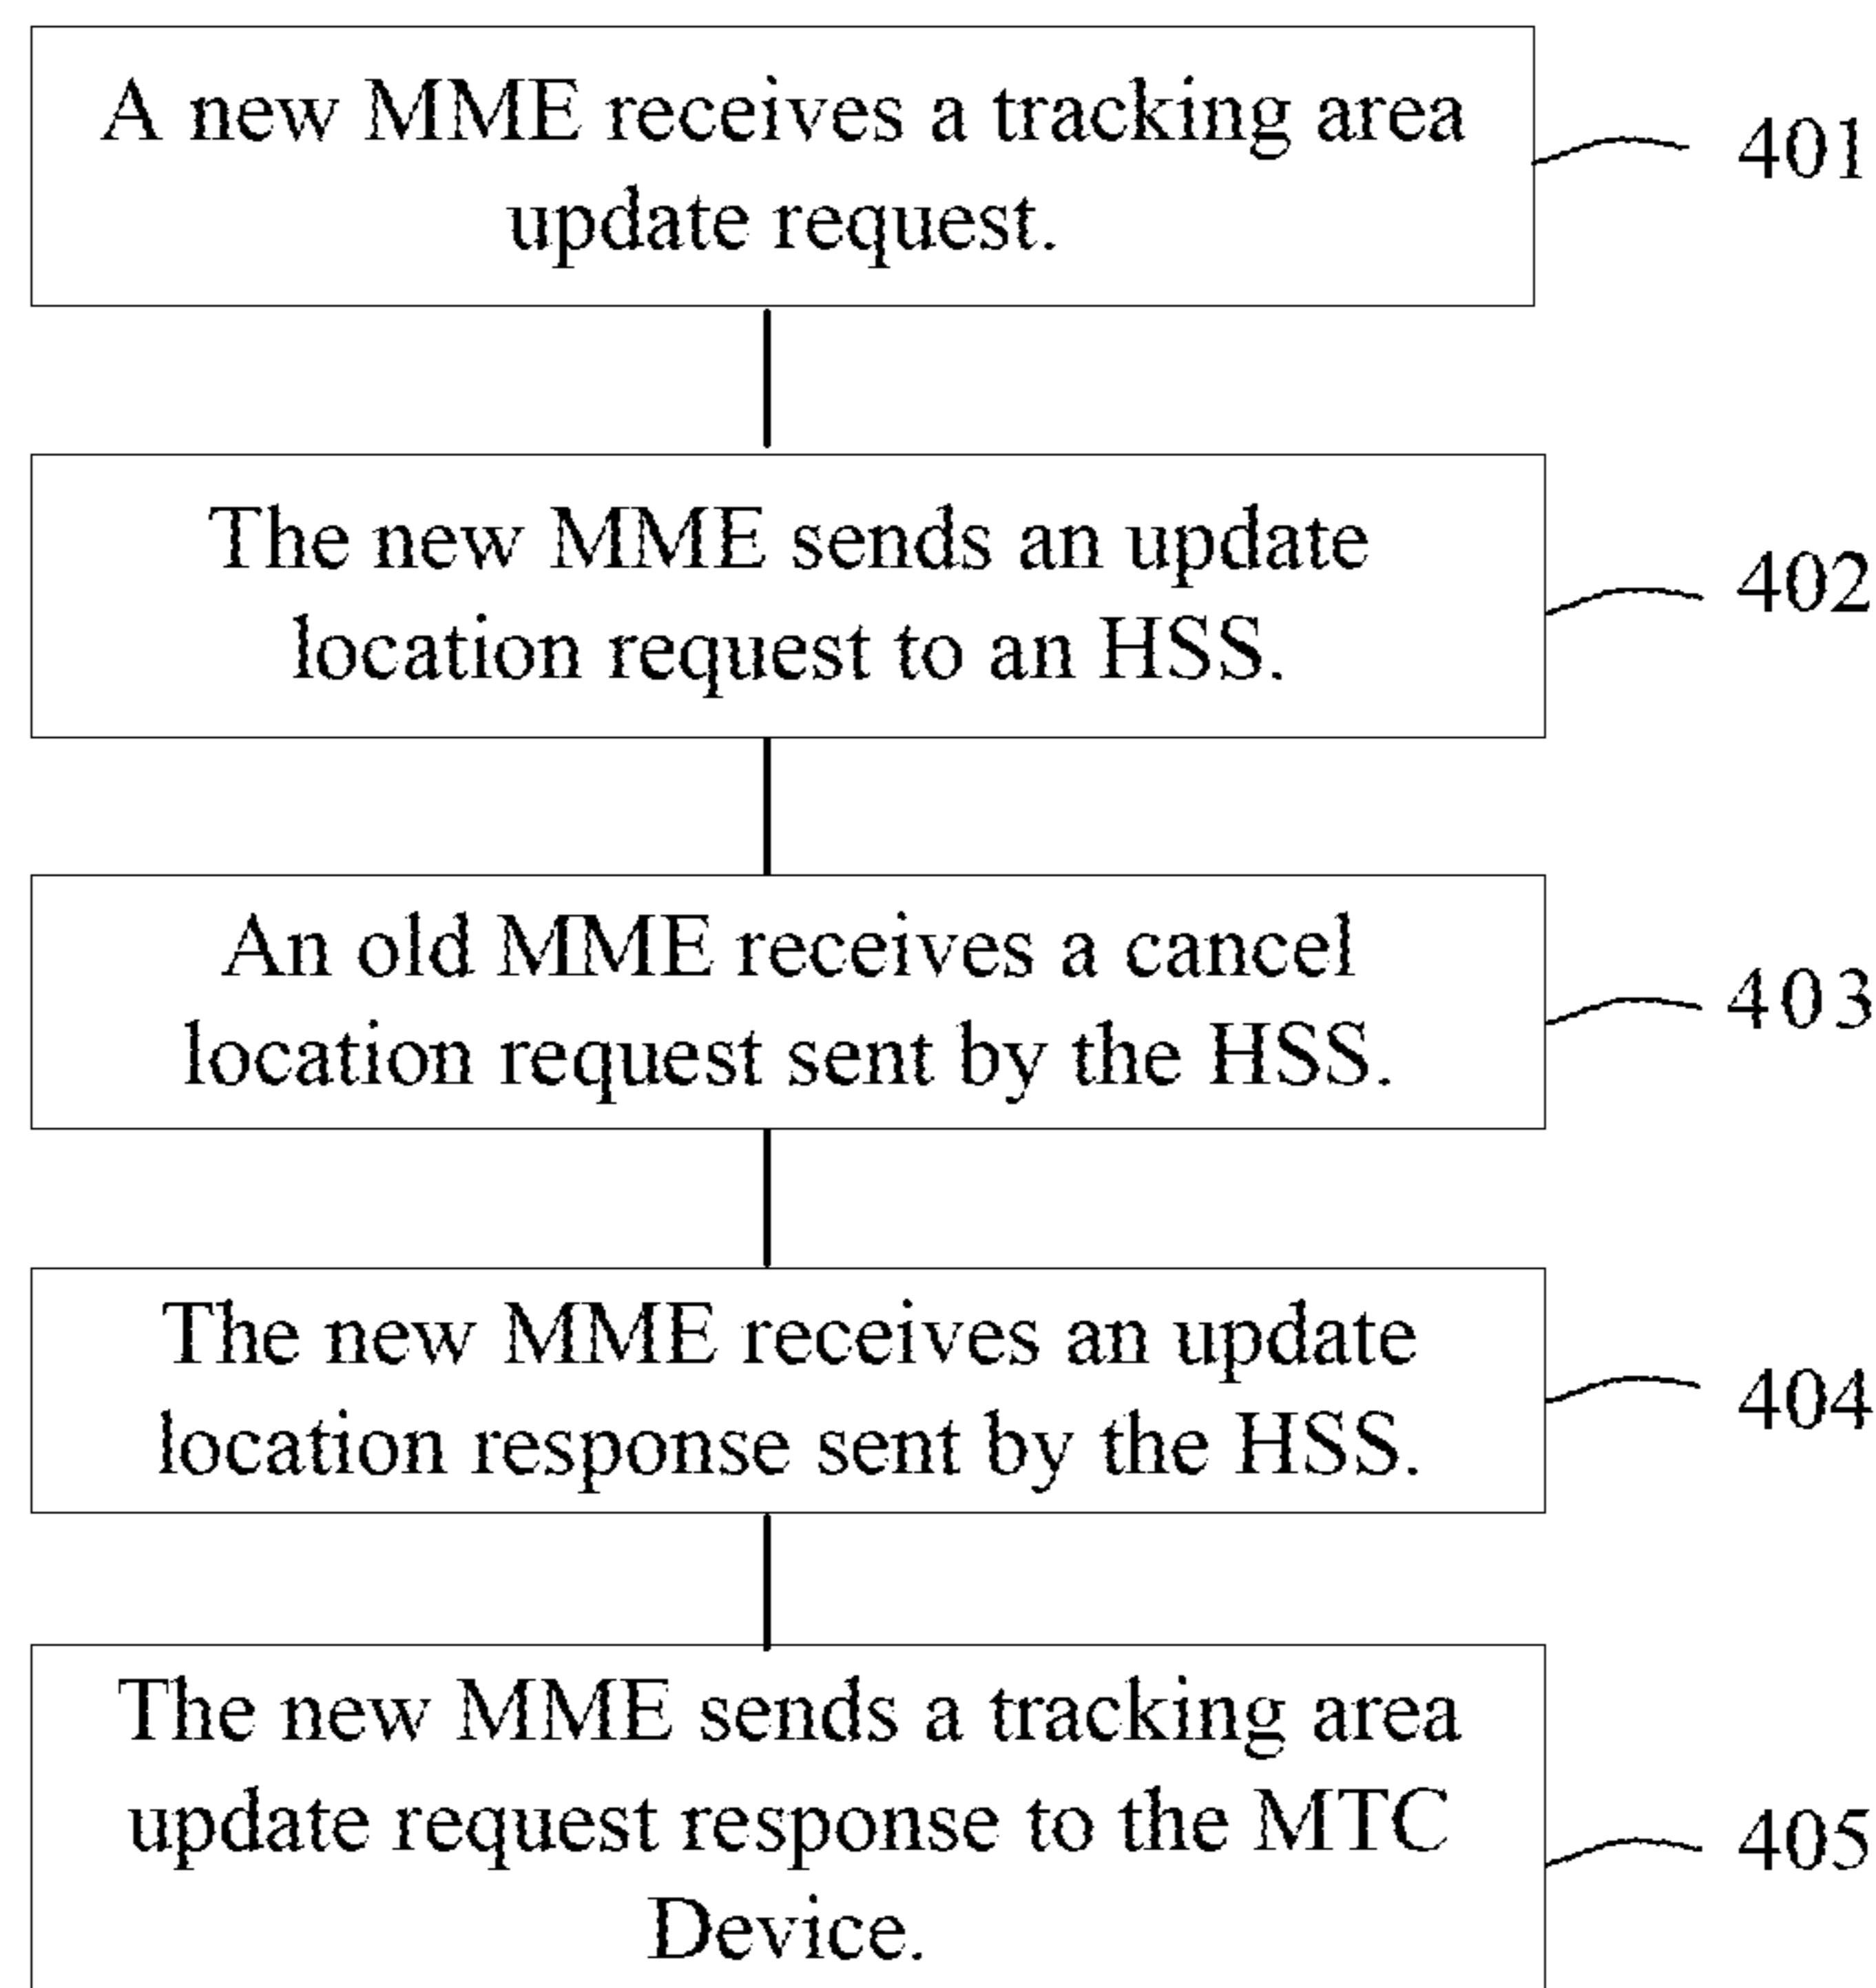 A new MME receives a tracking area
update request.
401
The new MME sends an update
location request to an HSS.
402
An old MME receives a cancel
location request sent by the HSS.
403
The new MME receives an update
location response sent by the HSS.
404
The new MME sends a tracking area
update request response to the MTC
Device.
405